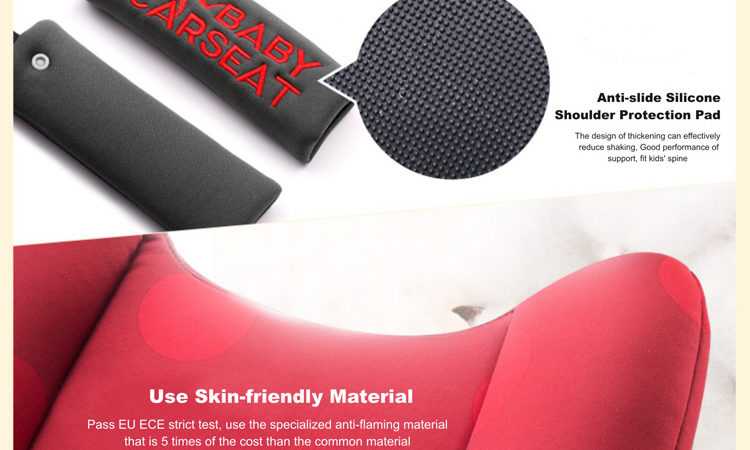 BABY
CARSEAT
Anti-slide Silicone
Shoulder Protection Pad
The design of thickening can effectively
reduce shaking, Good performance of
support, fit kids' spine
Use Skin-friendly Material
Pass EU ECE strict test, use the specialized anti-flaming material
that is 5 times of the cost than the common material